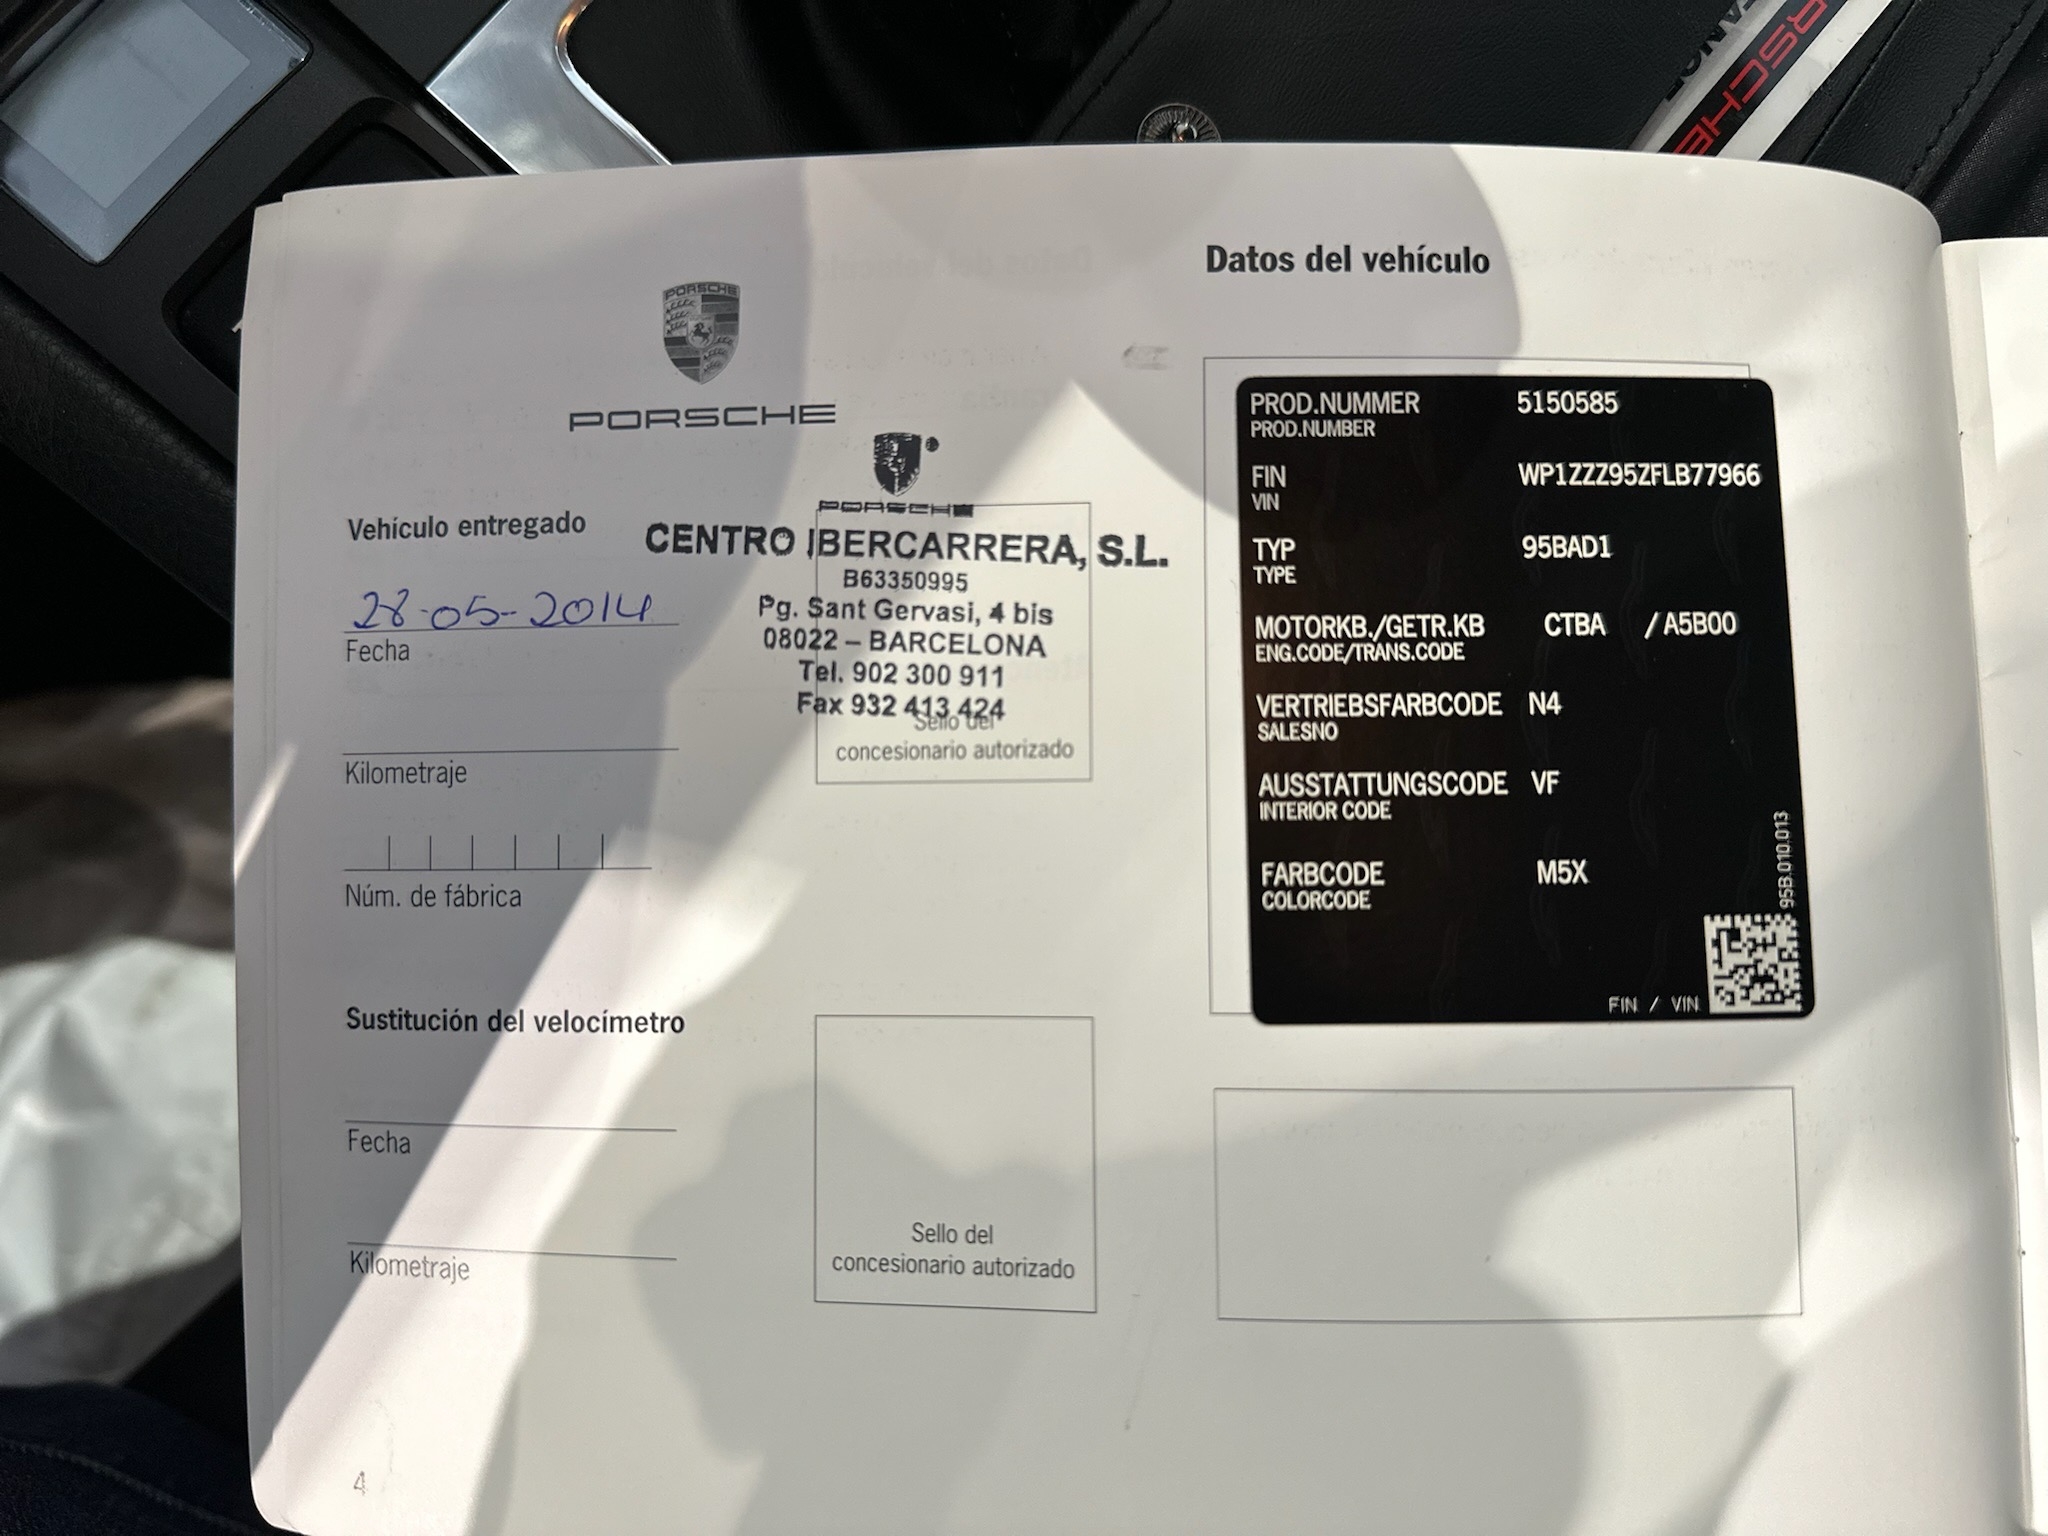 PORSCHE
PORSCHE
PORSCHE
Vehículo entregado
28-05-2014
Fecha
Kilometraje
Núm. de fábrica
PORSCHE
CENTRO IBERCARRERA, S.L.
B63350995
Pg. Sant Gervasi, 4 bis
08022 – BARCELONA
Tel. 902 300 911
Fax 932 413 424
Sello del
concesionario autorizado
Sustitución del velocímetro
Fecha
Kilometraje
Sello del
concesionario autorizado
4
Datos del vehículo
PROD.NUMMER 5150585
PROD.NUMBER
FIN WP1ZZZ95ZFLB77966
VIN
TYP 95BAD1
TYPE
MOTORKB./GETR.KB CTBA / A5B00
ENG.CODE/TRANS.CODE
VERTRIEBSFARBCODE N4
SALESNO
AUSSTATTUNGSCODE VF
INTERIOR CODE
FARBCODE M5X
COLORCODE
95B.010.013
FIN / VIN